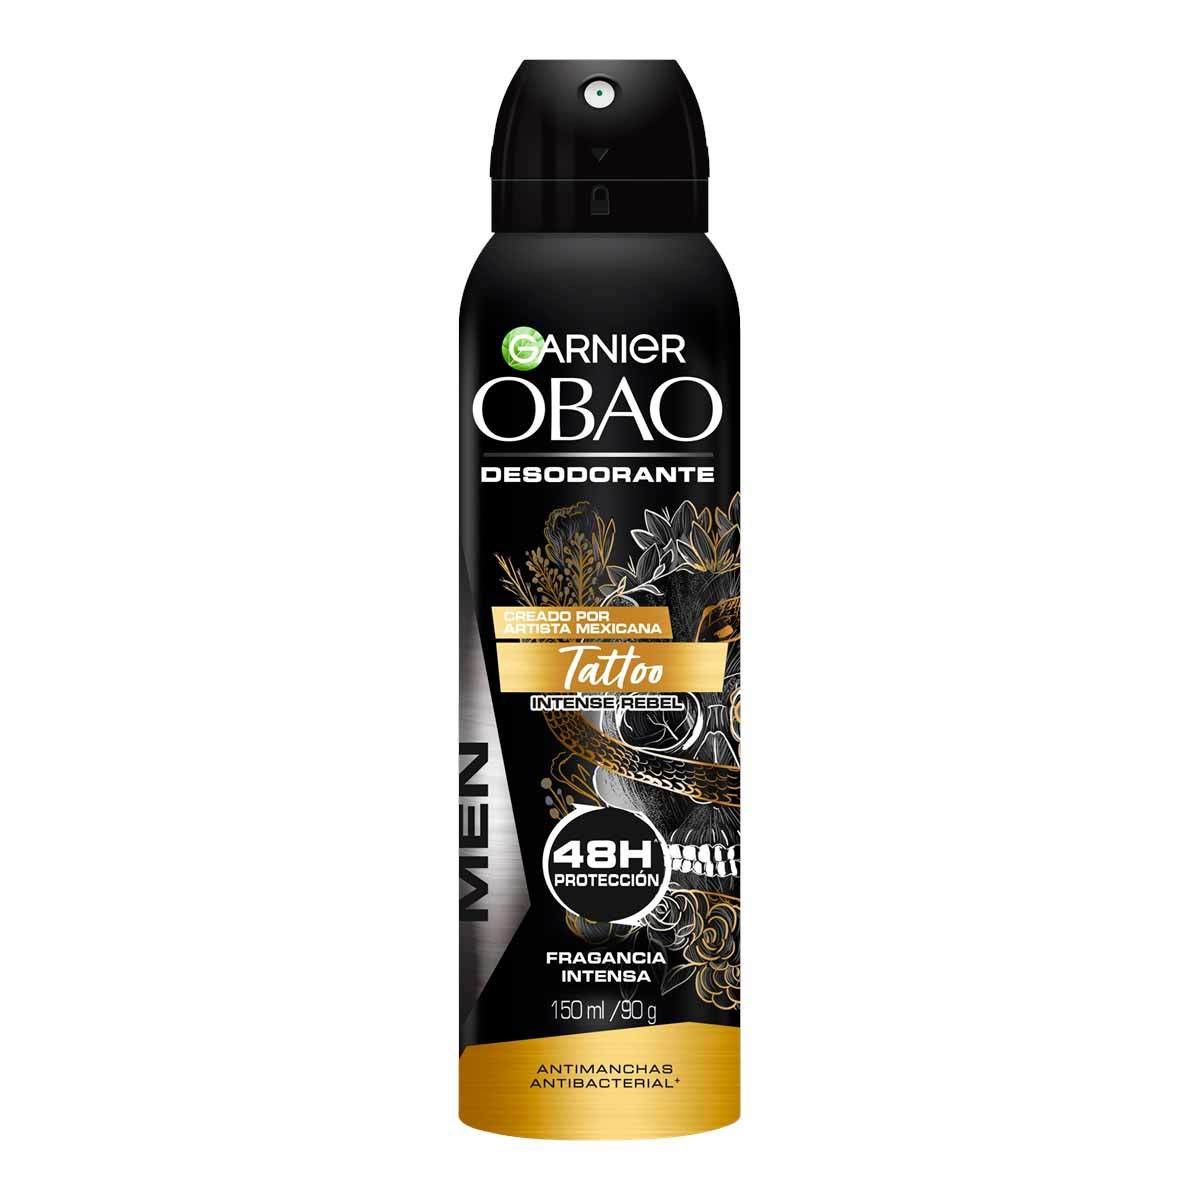 GARNIER
OBAO
DESODORANTE
CREADO POR
ARTISTA MEXICANA
Tattoo
INTENSE REBEL
MEN
48H*
PROTECCIÓN
FRAGANCIA
INTENSA
150 ml /90 g
ANTIMANCHAS
ANTIBACTERIAL+